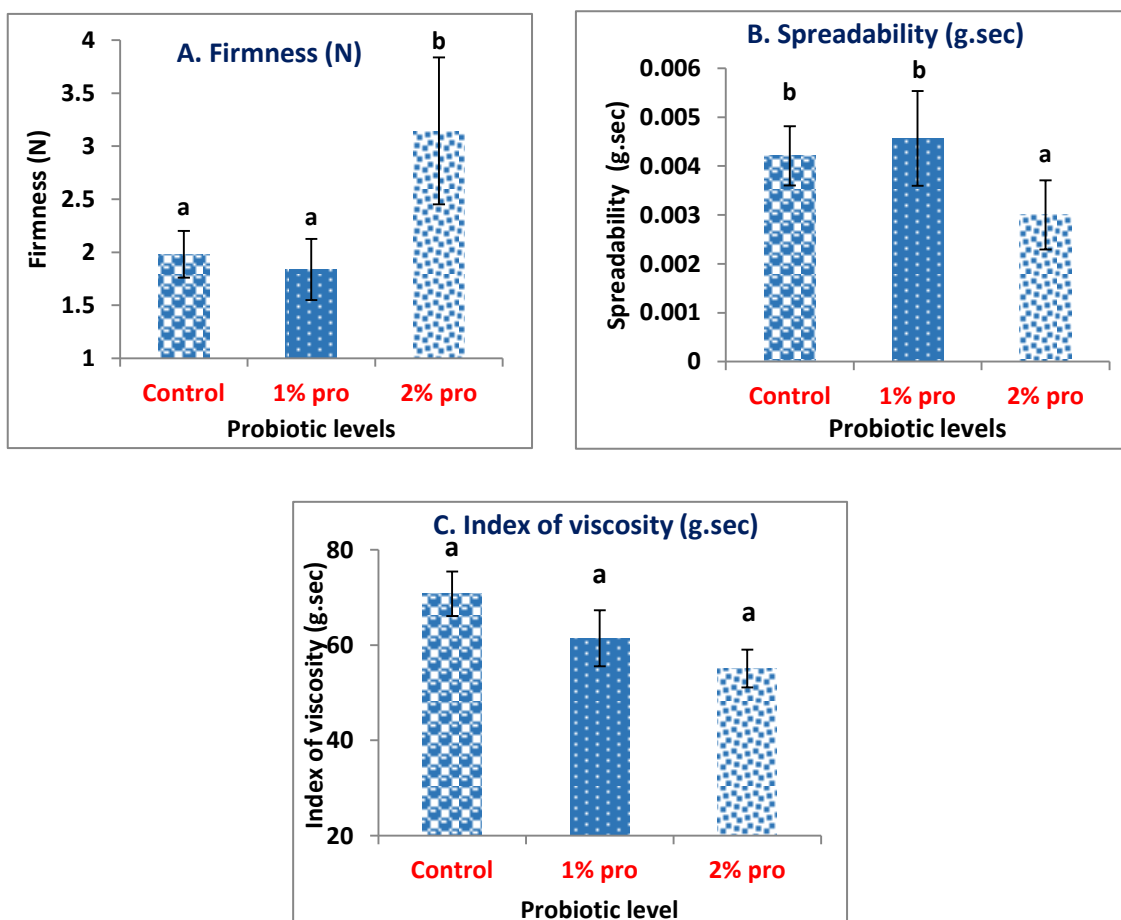 A. Firmness (N)
Firmness (N)
4
3.5
3
2.5
2
1.5
1
a
a
b
Control
1% pro
2% pro
Probiotic levels
B. Spreadability (g.sec)
Spreadability (g.sec)
0.006
0.005
0.004
0.003
0.002
0.001
0
b
b
a
Control
1% pro
2% pro
Probiotic levels
C. Index of viscosity (g.sec)
Index of viscosity (g.sec)
80
60
40
20
a
a
a
Control
1% pro
2% pro
Probiotic level